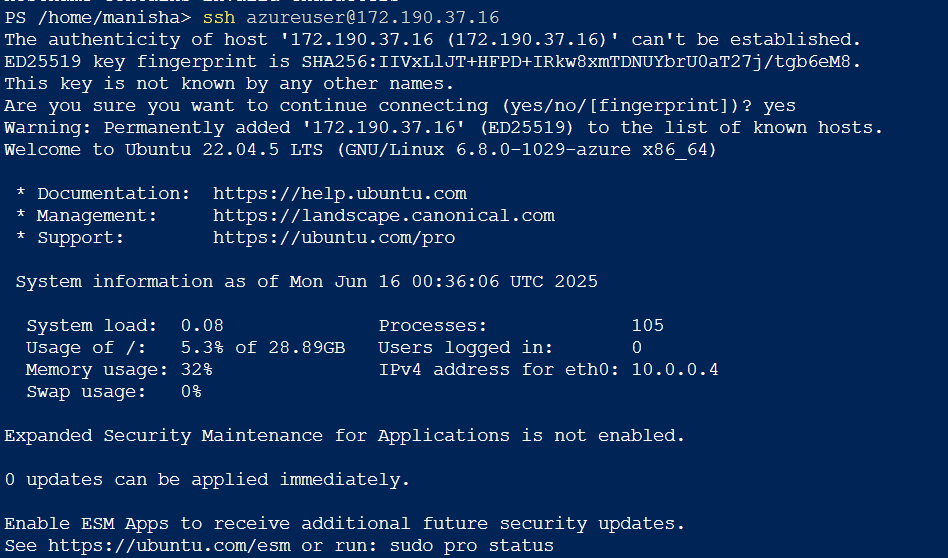 PS /home/manisha> ssh azureuser@172.190.37.16
The authenticity of host '172.190.37.16 (172.190.37.16)' can't be established.
ED25519 key fingerprint is SHA256:IIVxLlJT+HFPD+IRkw8xmTDNUYbrU0aT27j/tgb6eM8.
This key is not known by any other names.
Are you sure you want to continue connecting (yes/no/[fingerprint])? yes
Warning: Permanently added '172.190.37.16' (ED25519) to the list of known hosts.
Welcome to Ubuntu 22.04.5 LTS (GNU/Linux 6.8.0-1029-azure x86_64)

 * Documentation:  https://help.ubuntu.com
 * Management:     https://landscape.canonical.com
 * Support:        https://ubuntu.com/pro

 System information as of Mon Jun 16 00:36:06 UTC 2025

  System load:  0.08              Processes:             105
  Usage of /:   5.3% of 28.89GB   Users logged in:       0
  Memory usage: 32%               IPv4 address for eth0: 10.0.0.4
  Swap usage:   0%

Expanded Security Maintenance for Applications is not enabled.

0 updates can be applied immediately.

Enable ESM Apps to receive additional future security updates.
See https://ubuntu.com/esm or run: sudo pro status